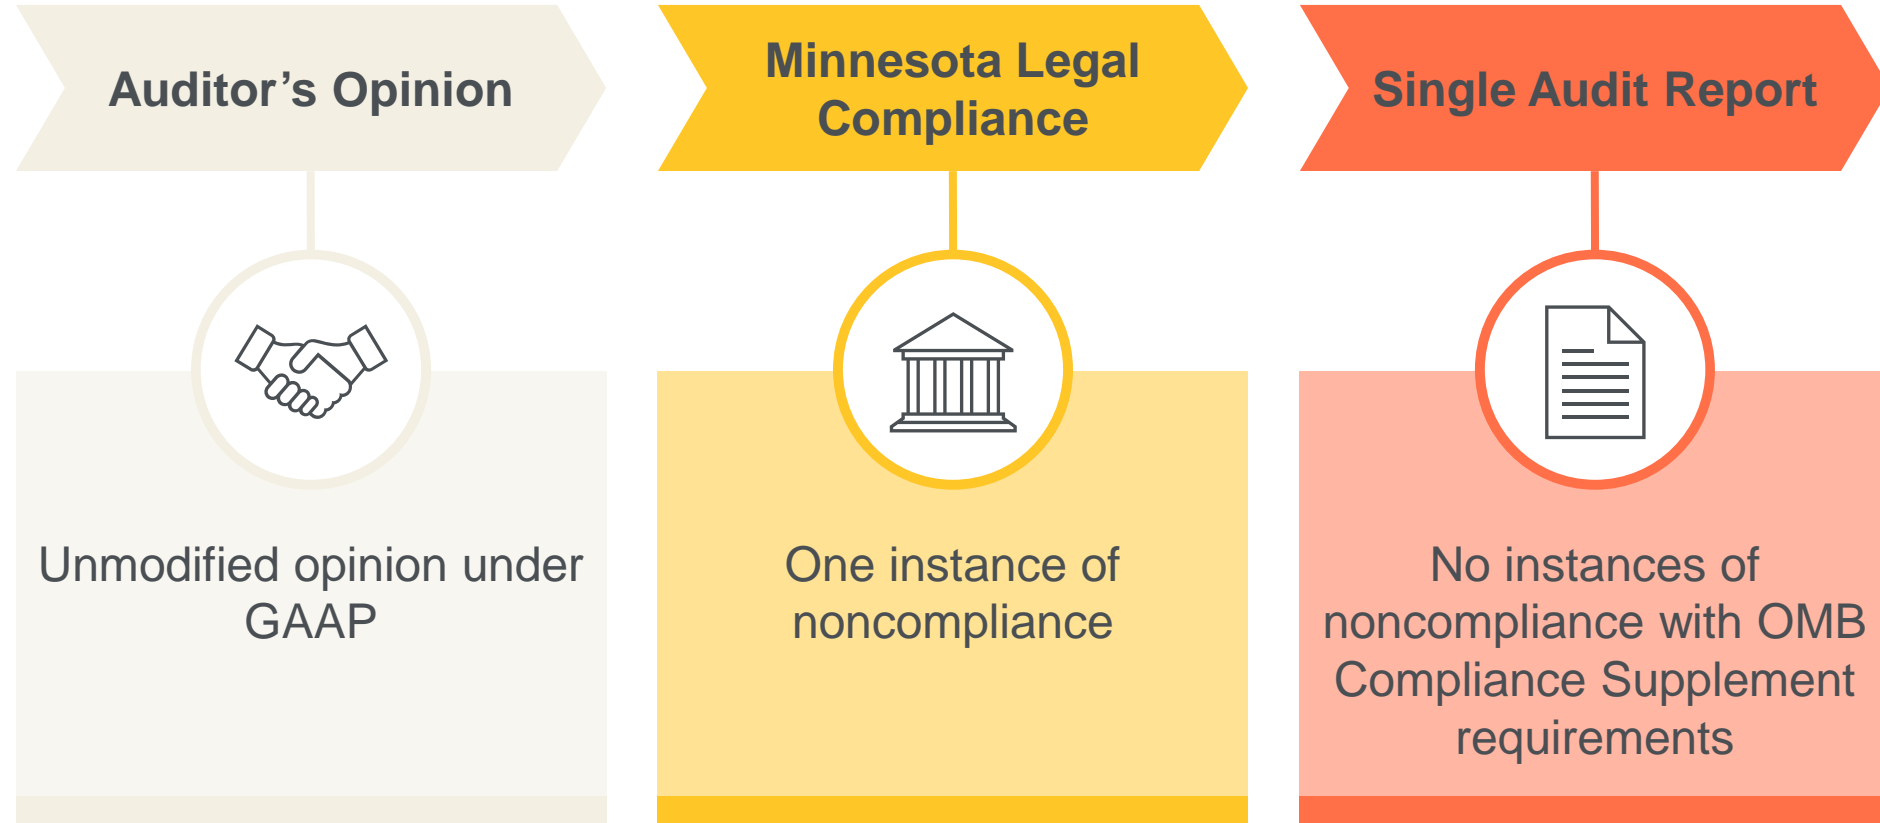 Auditor’s Opinion
Minnesota Legal
Compliance
Single Audit Report
Unmodified opinion under
GAAP
One instance of
noncompliance
No instances of
noncompliance with OMB
Compliance Supplement
requirements